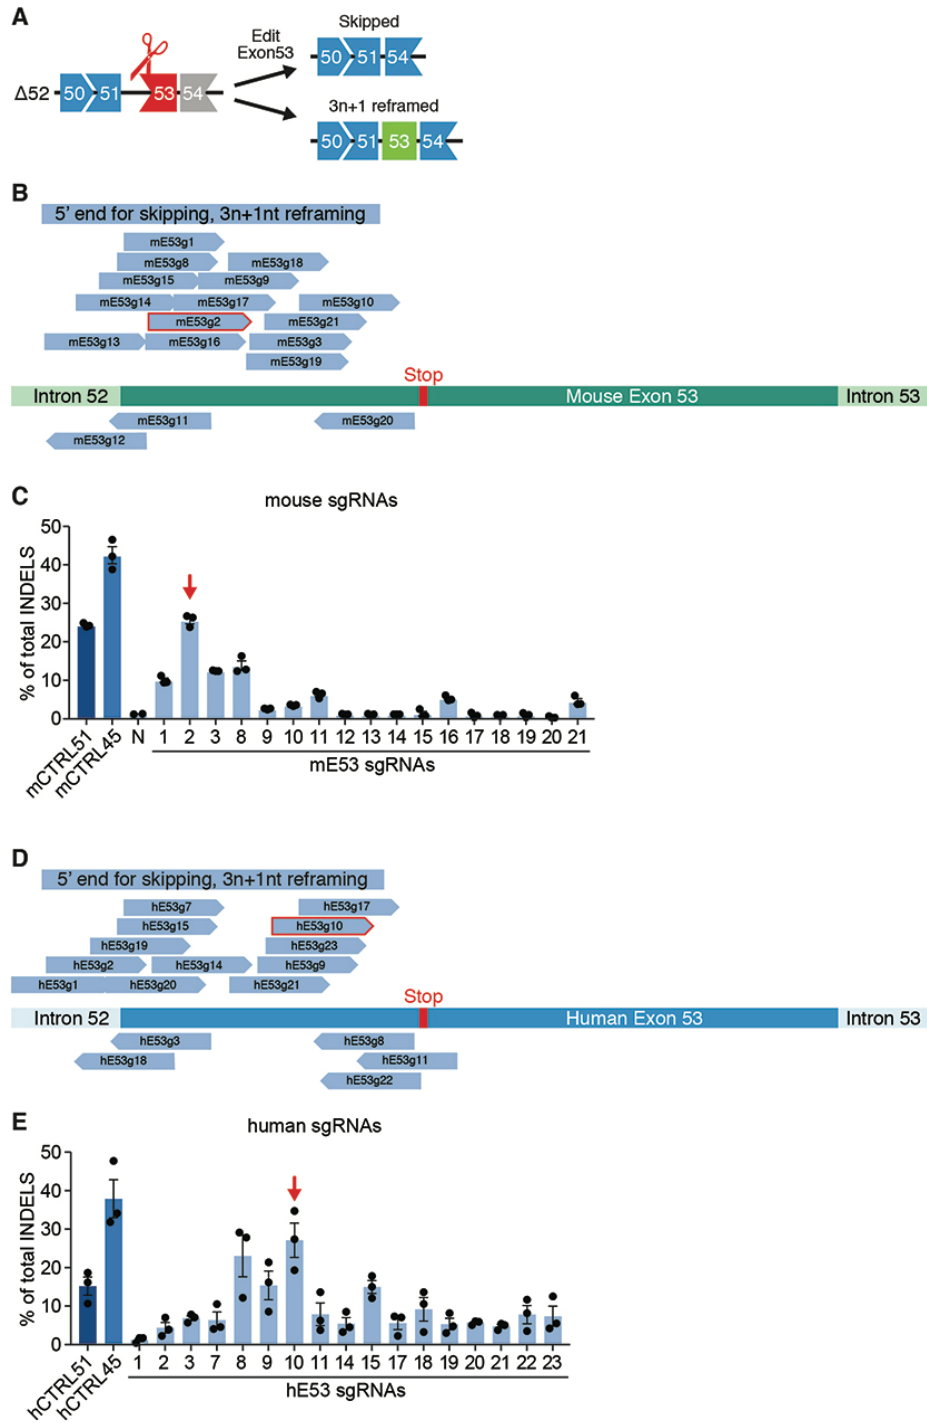 A
Skipped
Edit
Exon53
50 51 54
Δ52 50 51 53 54
3n+1 reframed
50 51 53 54
B
5' end for skipping, 3n+1nt reframing
mE53g1
mE53g8 mE53g18
mE53g15 mE53g9
mE53g14 mE53g17 mE53g10
mE53g2 mE53g21
mE53g13 mE53g16 mE53g3
mE53g19
Stop
Intron 52 Mouse Exon 53 Intron 53
mE53g11 mE53g20
mE53g12
C
mouse sgRNAs
% of total INDELS
50
40
30
20
10
0
mCTRL51 mCTRL45 N 1 2 3 8 9 10 11 12 13 14 15 16 17 18 19 20 21
mE53 sgRNAs
D
5' end for skipping, 3n+1nt reframing
hE53g7 hE53g17
hE53g15 hE53g10
hE53g19 hE53g23
hE53g2 hE53g14 hE53g9
hE53g1 hE53g20 hE53g21
Stop
Intron 52 Human Exon 53 Intron 53
hE53g3 hE53g8
hE53g18 hE53g11
hE53g22
E
human sgRNAs
% of total INDELS
50
40
30
20
10
0
hCTRL51 hCTRL45 1 2 3 7 8 9 10 11 14 15 17 18 19 20 21 22 23
hE53 sgRNAs